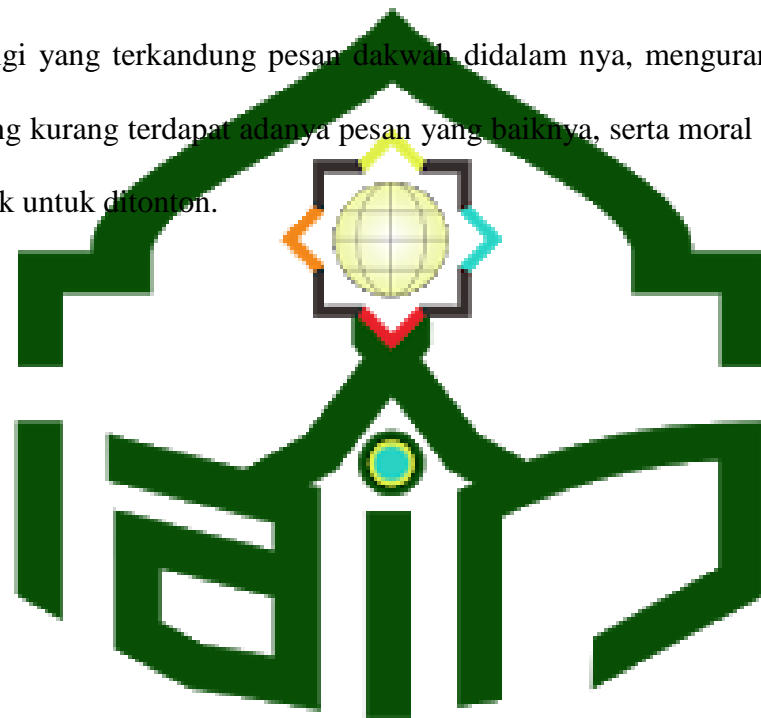 gi yang terkandung pesan dakwah didalam nya, menguran
ng kurang terdapat adanya pesan yang baiknya, serta moral
k untuk ditonton.
iain